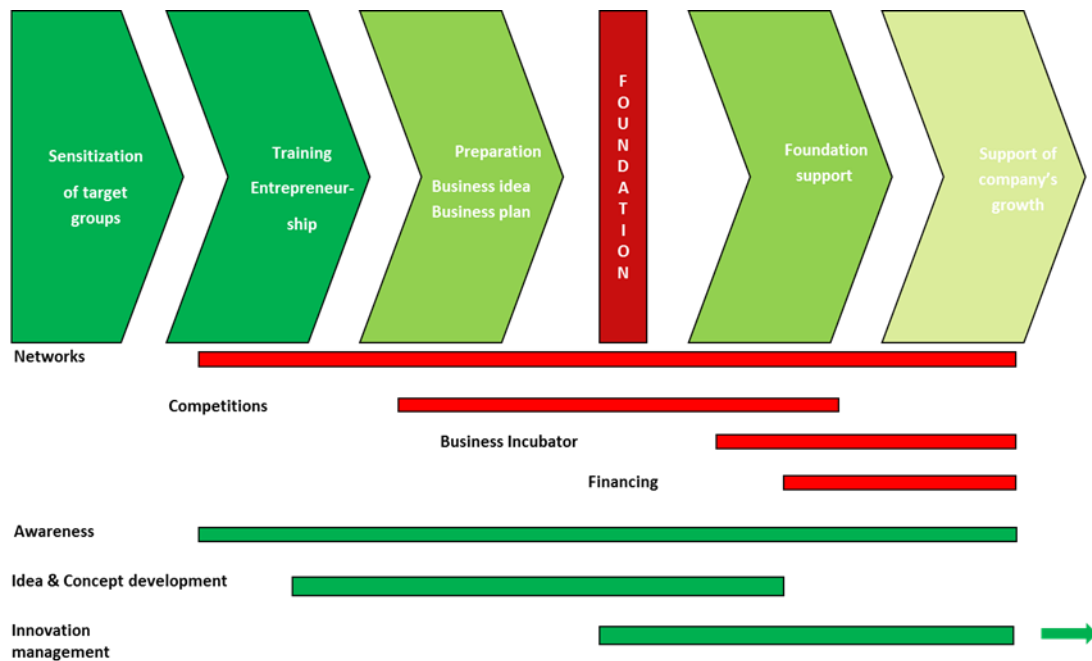 Sensitization
of target
groups
Training
Entrepreneur-
ship
Preparation
Business idea
Business plan
FOUNDATION
Foundation
support
Support of
company's
growth
Networks
Competitions
Business Incubator
Financing
Awareness
Idea & Concept development
Innovation
management